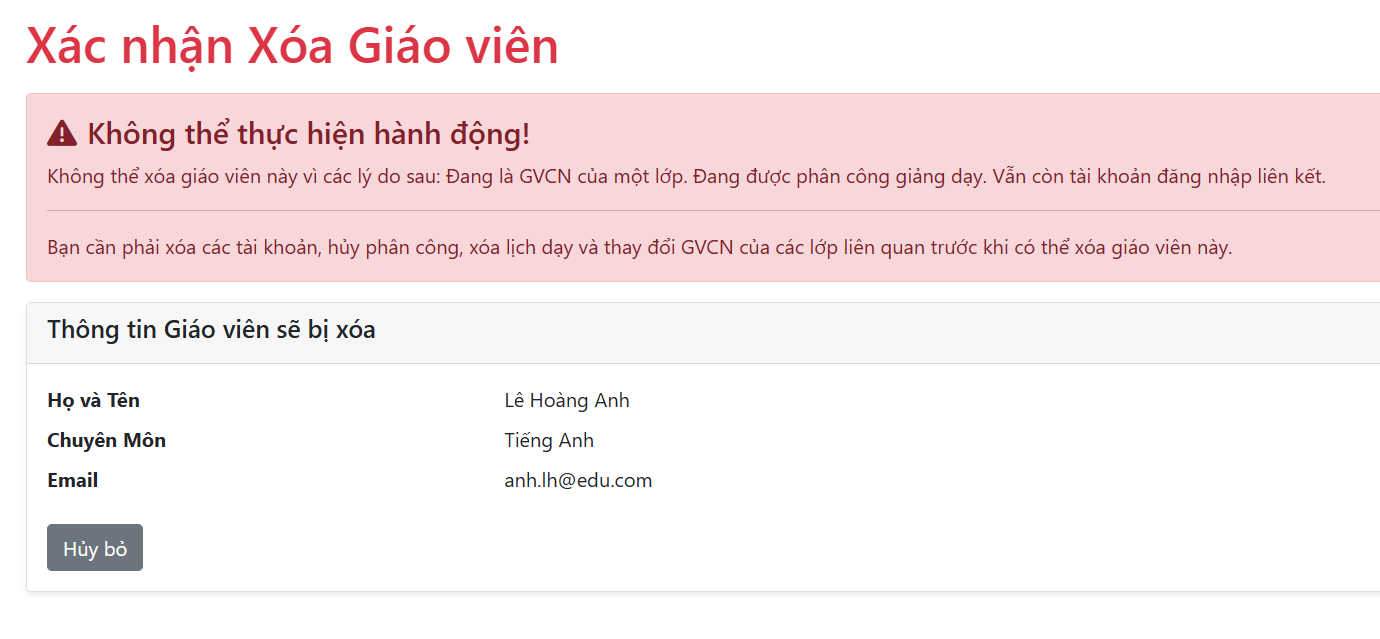 Xác nhận Xóa Giáo viên
Không thể thực hiện hành động!
Không thể xóa giáo viên này vì các lý do sau: Đang là GVCN của một lớp. Đang được phân công giảng dạy. Vẫn còn tài khoản đăng nhập liên kết.
Bạn cần phải xóa các tài khoản, hủy phân công, xóa lịch dạy và thay đổi GVCN của các lớp liên quan trước khi có thể xóa giáo viên này.
Thông tin Giáo viên sẽ bị xóa
Họ và Tên Lê Hoàng Anh
Chuyên Môn Tiếng Anh
Email anh.lh@edu.com
Hủy bỏ